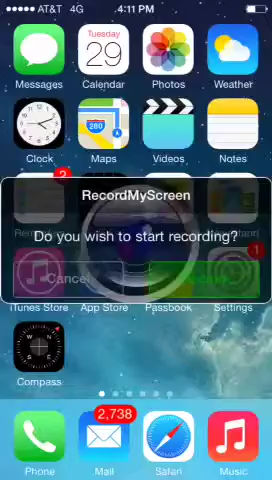 AT&T 4G 4:11 PM
Tuesday
29
Messages Calendar Photos Weather
280
Clock Maps Videos Notes
2
RecordMyScreen
Do you wish to start recording?
1
Cancel
iTunes Store App Store Passbook Settings
N
W E
S
Compass
2,738
Phone Mail Safari Music